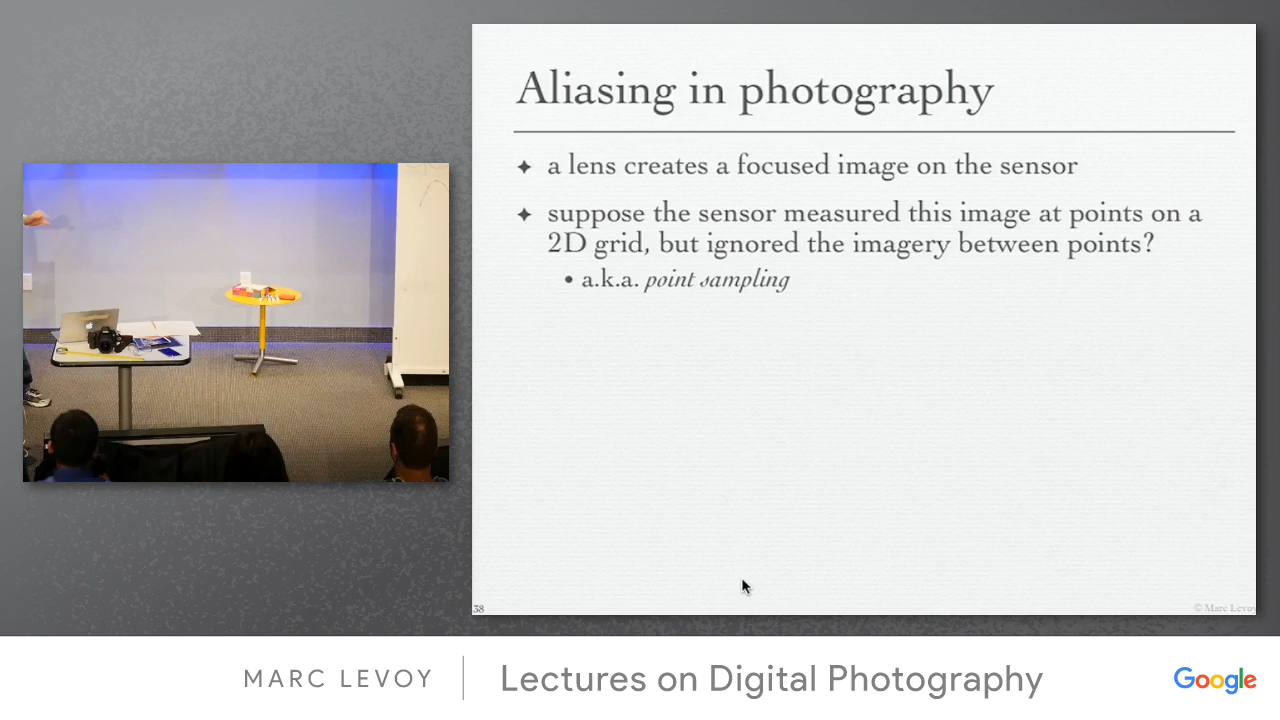 Aliasing in photography
✦ a lens creates a focused image on the sensor
✦ suppose the sensor measured this image at points on a
2D grid, but ignored the imagery between points?
• a.k.a. point sampling
38
© Marc Levoy
MARC LEVOY
Lectures on Digital Photography
Google